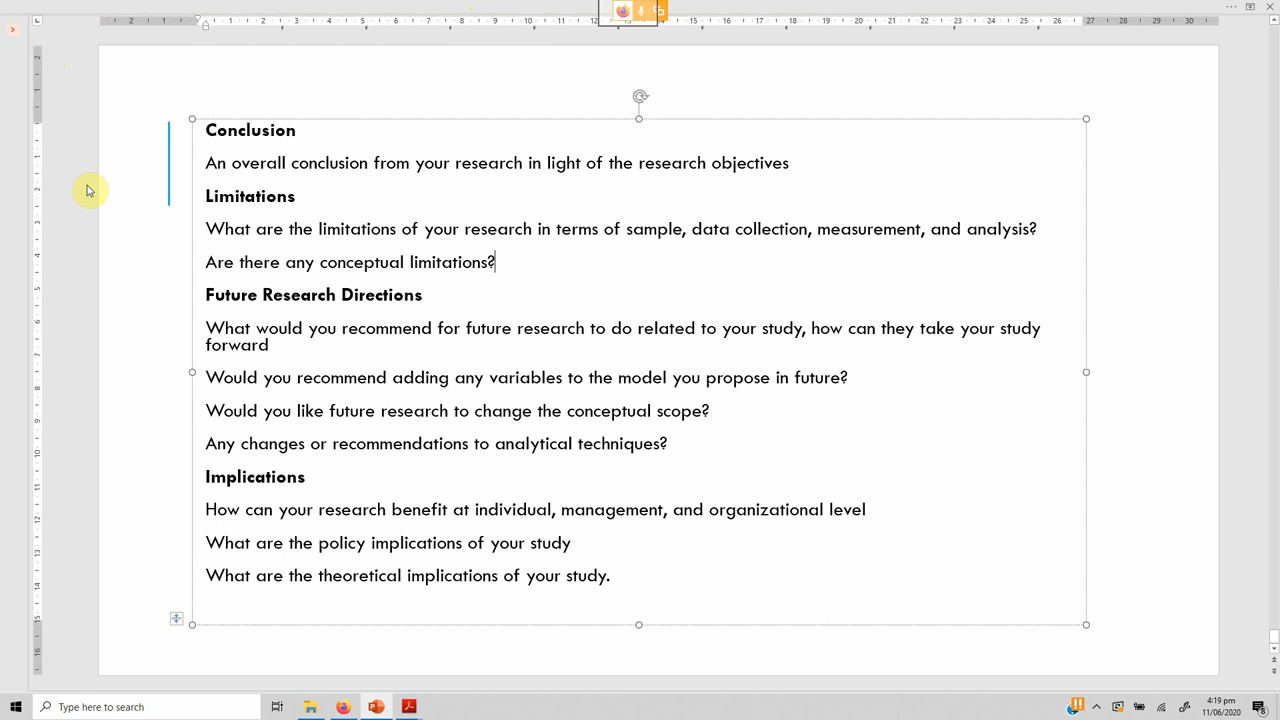 Conclusion
An overall conclusion from your research in light of the research objectives
Limitations
What are the limitations of your research in terms of sample, data collection, measurement, and analysis?
Are there any conceptual limitations?
Future Research Directions
What would you recommend for future research to do related to your study, how can they take your study
forward
Would you recommend adding any variables to the model you propose in future?
Would you like future research to change the conceptual scope?
Any changes or recommendations to analytical techniques?
Implications
How can your research benefit at individual, management, and organizational level
What are the policy implications of your study
What are the theoretical implications of your study.
Type here to search
4:19 pm
11/06/2020